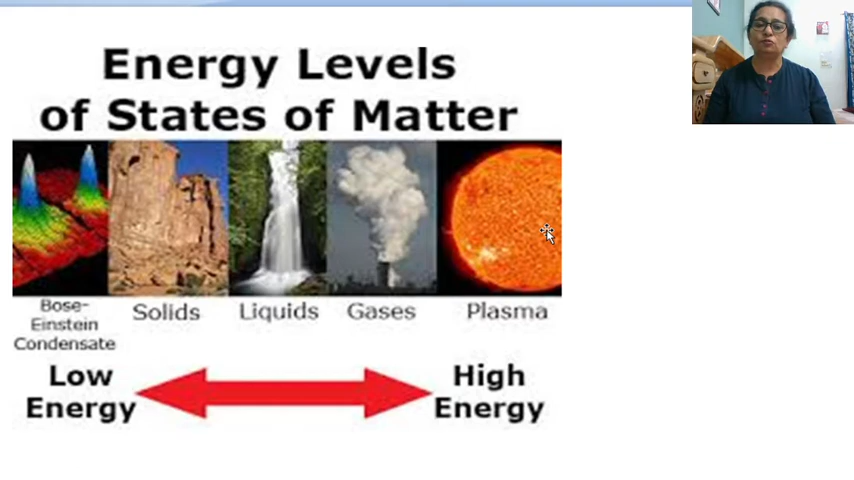 Energy Levels
of States of Matter
Bose-
Einstein
Condensate
Solids
Liquids
Gases
Plasma
Low
Energy
High
Energy